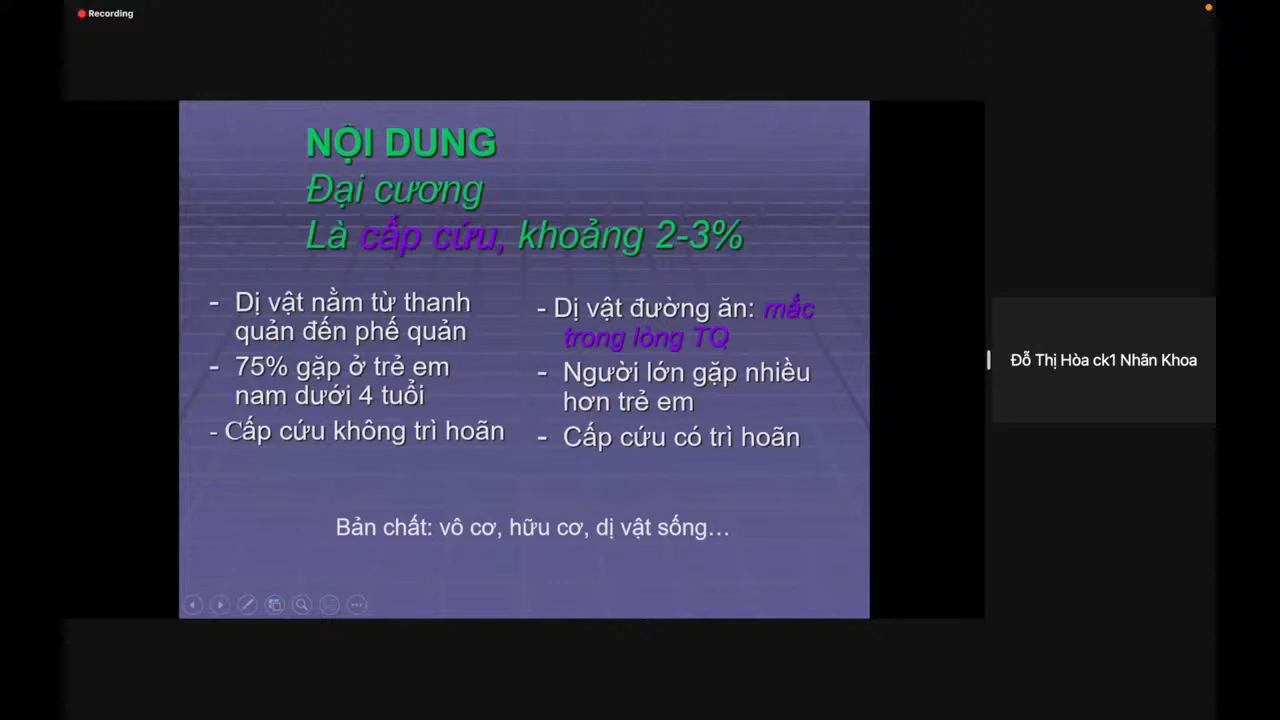 Recording
NỘI DUNG
Đại cương
Là cấp cứu, khoảng 2-3%
- Dị vật nằm từ thanh
quản đến phế quản
- 75% gặp ở trẻ em
nam dưới 4 tuổi
- Cấp cứu không trì hoãn
- Dị vật đường ăn: mắc
trong lòng TQ
- Người lớn gặp nhiều
hơn trẻ em
- Cấp cứu có trì hoãn
Bản chất: vô cơ, hữu cơ, dị vật sống...
Đỗ Thị Hòa ck1 Nhãn Khoa